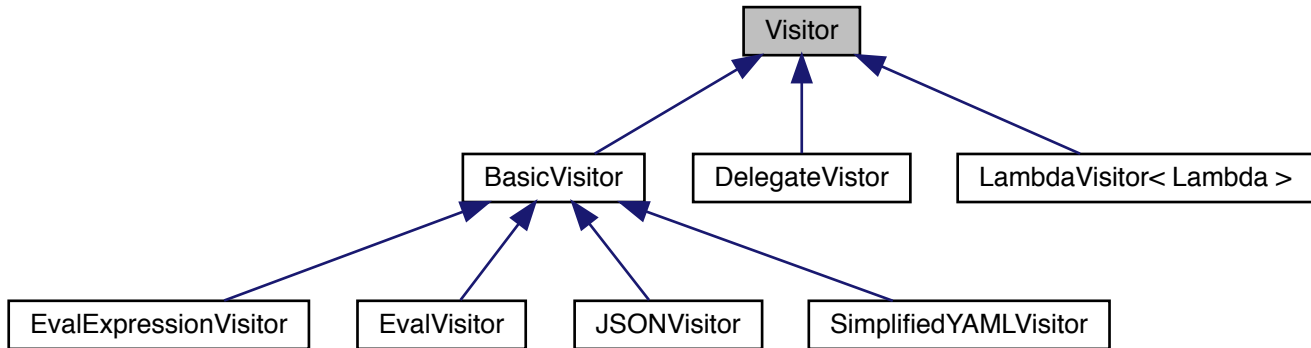 Visitor
BasicVisitor
DelegateVistor
LambdaVisitor< Lambda >
EvalExpressionVisitor
EvalVisitor
JSONVisitor
SimplifiedYAMLVisitor